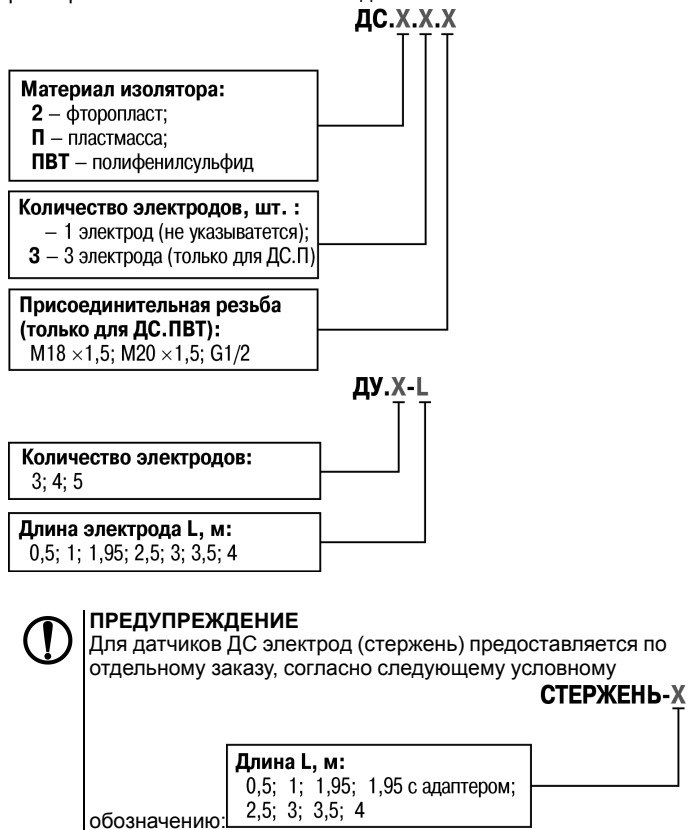 ДС.X.X.X
Материал изолятора:
2 – фторопласт;
П – пластмасса;
ПВТ – полифенилсульфид
Количество электродов, шт. :
– 1 электрод (не указыватется);
3 – 3 электрода (только для ДС.П)
Присоединительная резьба
(только для ДС.ПВТ):
М18 ×1,5; М20 ×1,5; G1/2
ДУ.X-L
Количество электродов:
3; 4; 5
Длина электрода L, м:
0,5; 1; 1,95; 2,5; 3; 3,5; 4
ПРЕДУПРЕЖДЕНИЕ
Для датчиков ДС электрод (стержень) предоставляется по
отдельному заказу, согласно следующему условному
СТЕРЖЕНЬ-X
Длина L, м:
0,5; 1; 1,95; 1,95 с адаптером;
2,5; 3; 3,5; 4
обозначению: